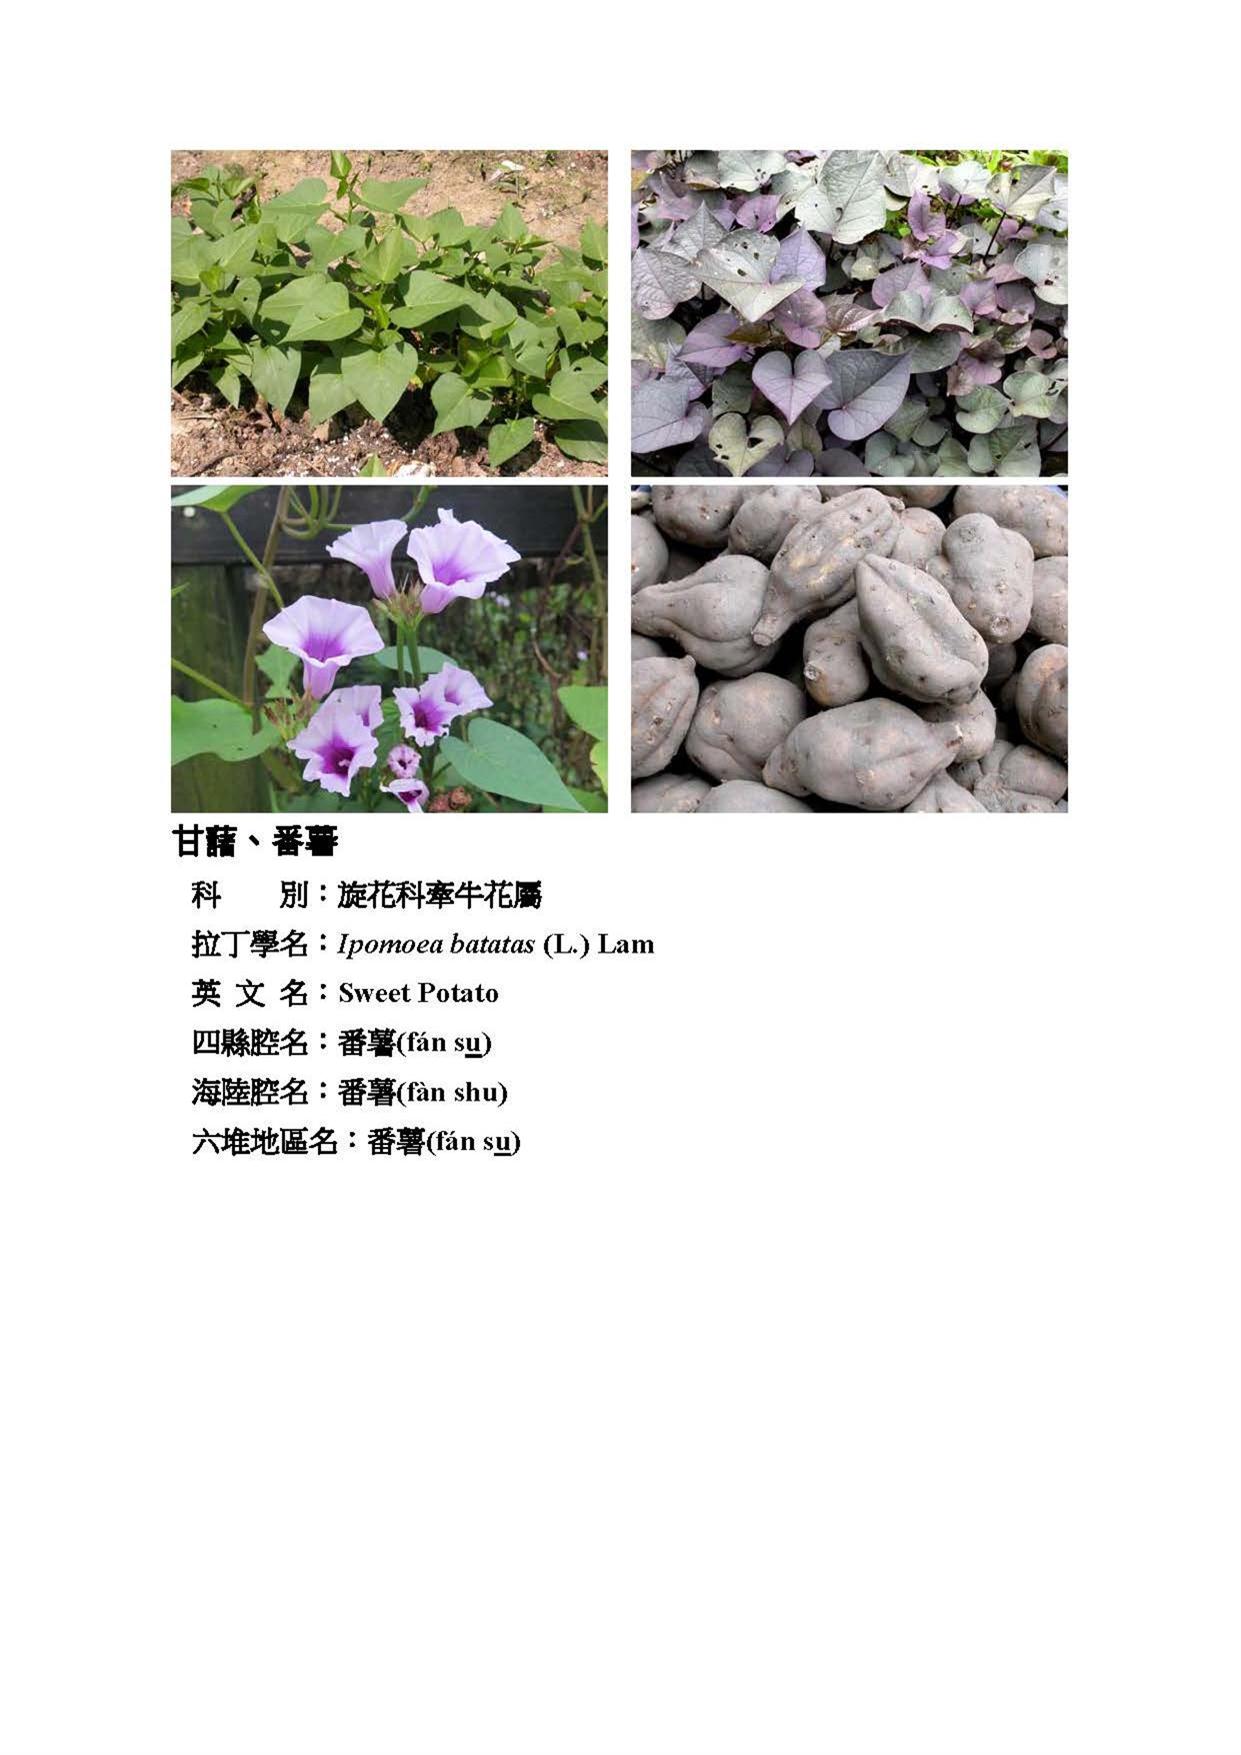 甘藷、番薯
科　　別：旋花科牽牛花屬
拉丁學名：Ipomoea batatas (L.) Lam
英 文 名：Sweet Potato
四縣腔名：番薯(fán su)
海陸腔名：番薯(fàn shu)
六堆地區名：番薯(fán su)